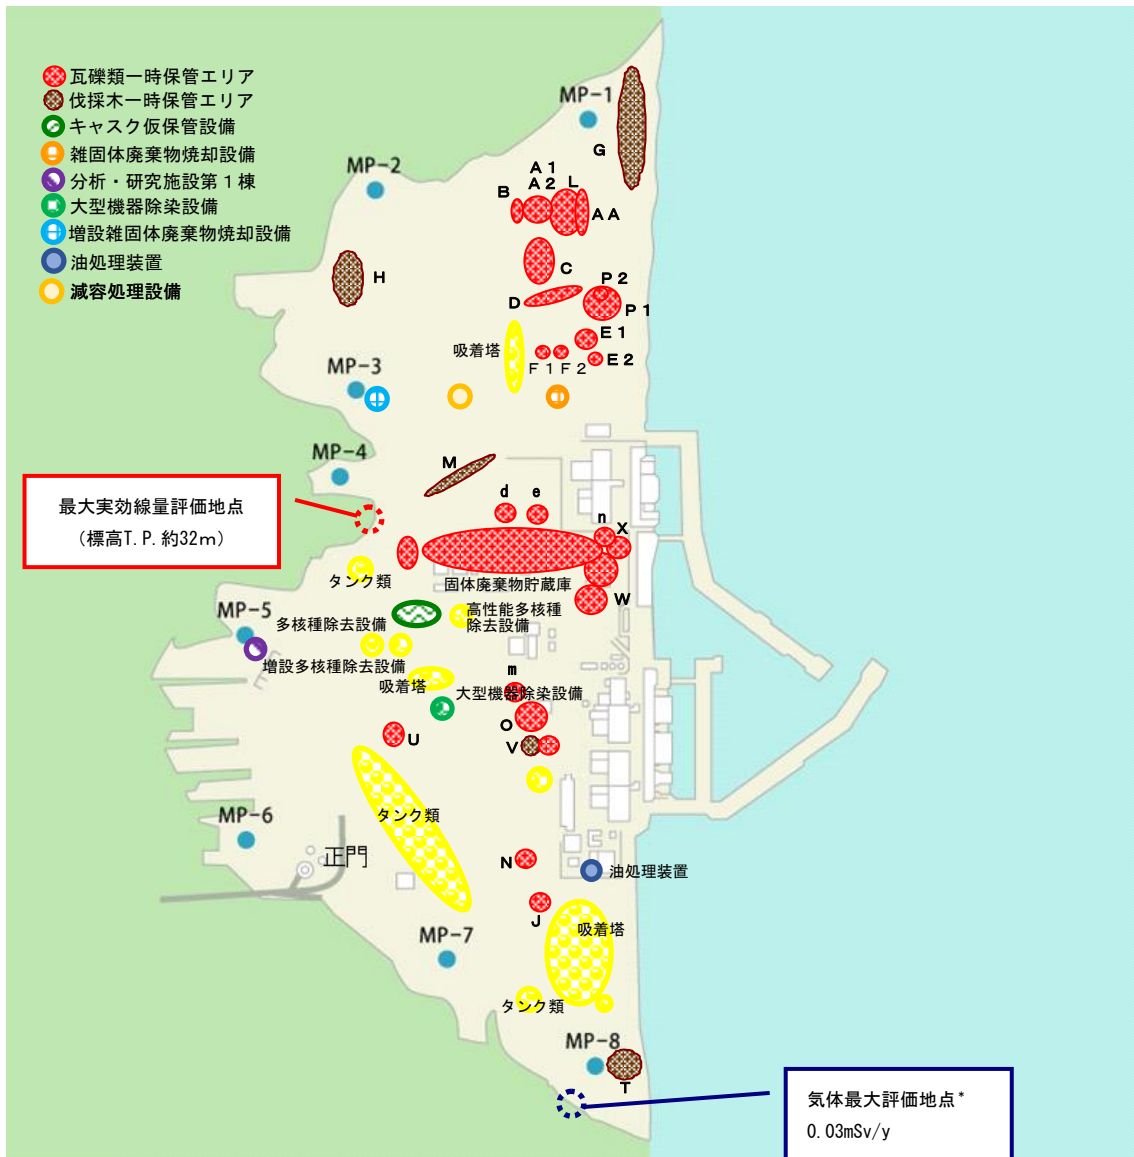 瓦礫類一時保管エリア
伐採木一時保管エリア
キャスク仮保管設備
雑固体廃棄物焼却設備
分析・研究施設第1棟
大型機器除染設備
増設雑固体廃棄物焼却設備
油処理装置
減容処理設備
MP-1
G
MP-2
A1
A2
L
B
AA
H
C
P2
D
P1
E1
吸着塔
E2
F1
F2
MP-3
MP-4
M
最大実効線量評価地点
(標高T.P.約32m)
d
e
n
X
タンク類
固体廃棄物貯蔵庫
W
MP-5
多核種除去設備
高性能多核種
除去設備
増設多核種除去設備
吸着塔
m
大型機器除染設備
O
U
V
タンク類
MP-6
正門
N
油処理装置
J
吸着塔
MP-7
タンク類
MP-8
T
気体最大評価地点*
0.03mSv/y